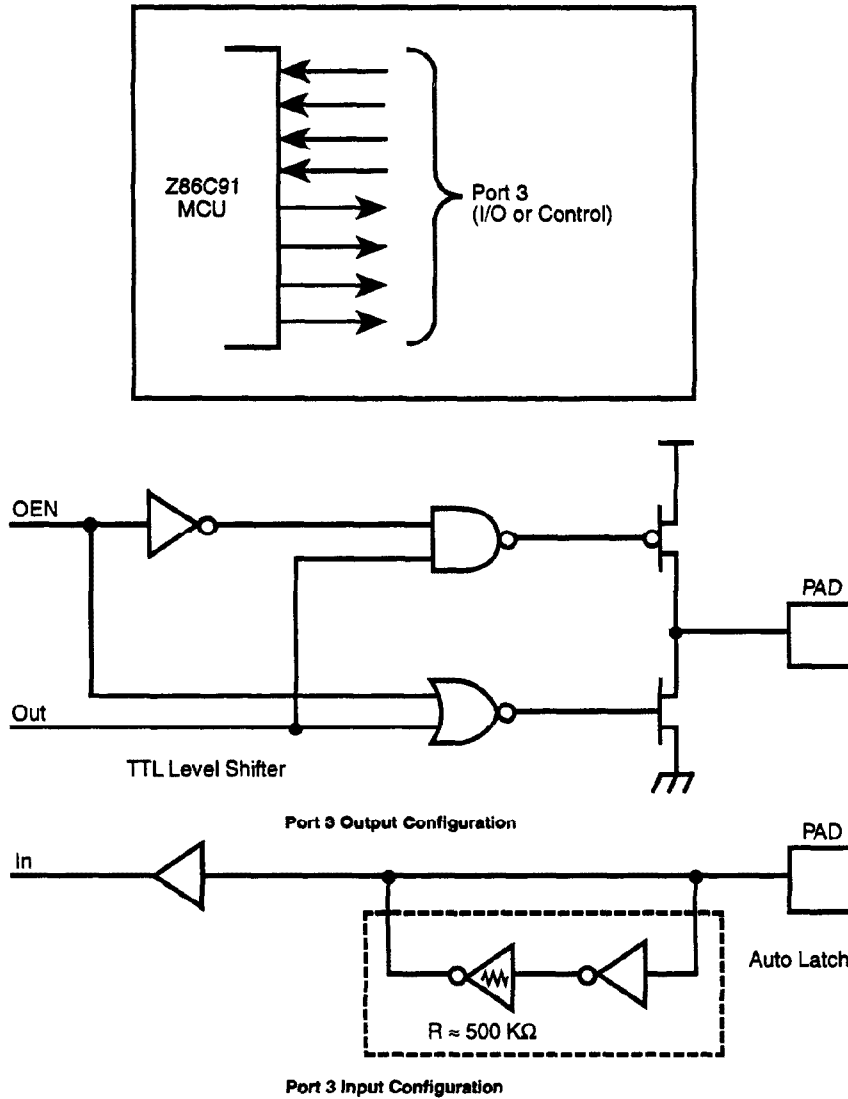 Z86C91
MCU
Port 3
(I/O or Control)
OEN
PAD
Out
TTL Level Shifter
Port 3 Output Configuration
In
PAD
Auto Latch
R ≈ 500 KΩ
Port 3 Input Configuration